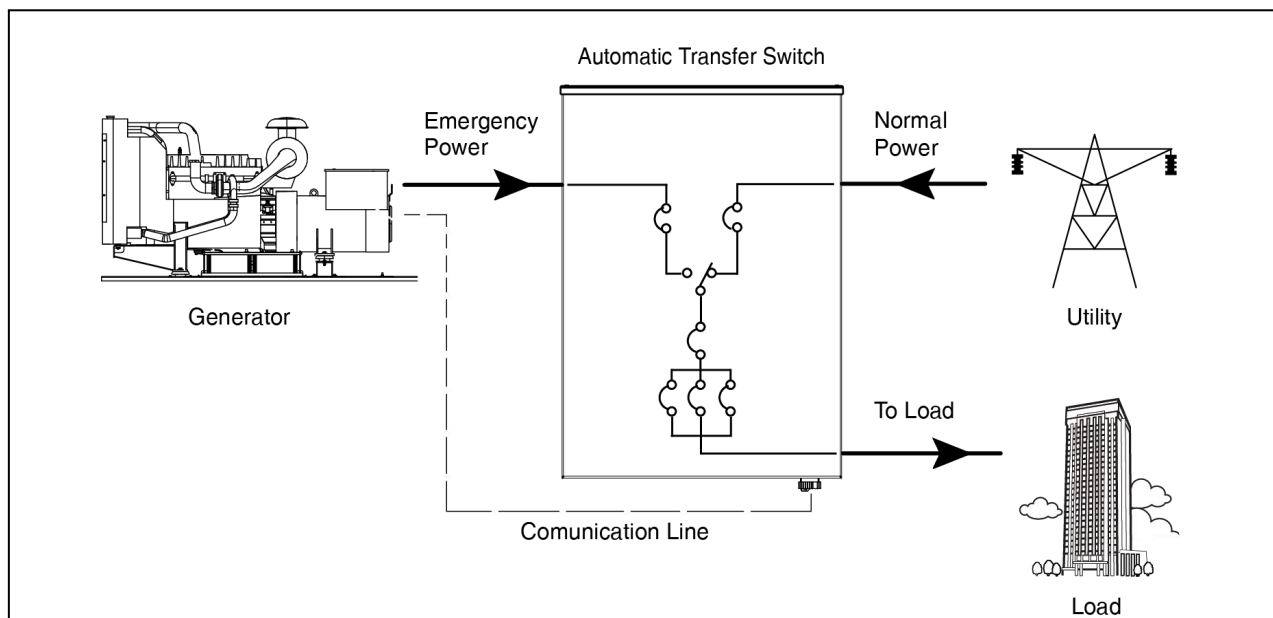 Automatic Transfer Switch
Emergency
Power
Normal
Power
Generator
Utility
To Load
Comunication Line
Load